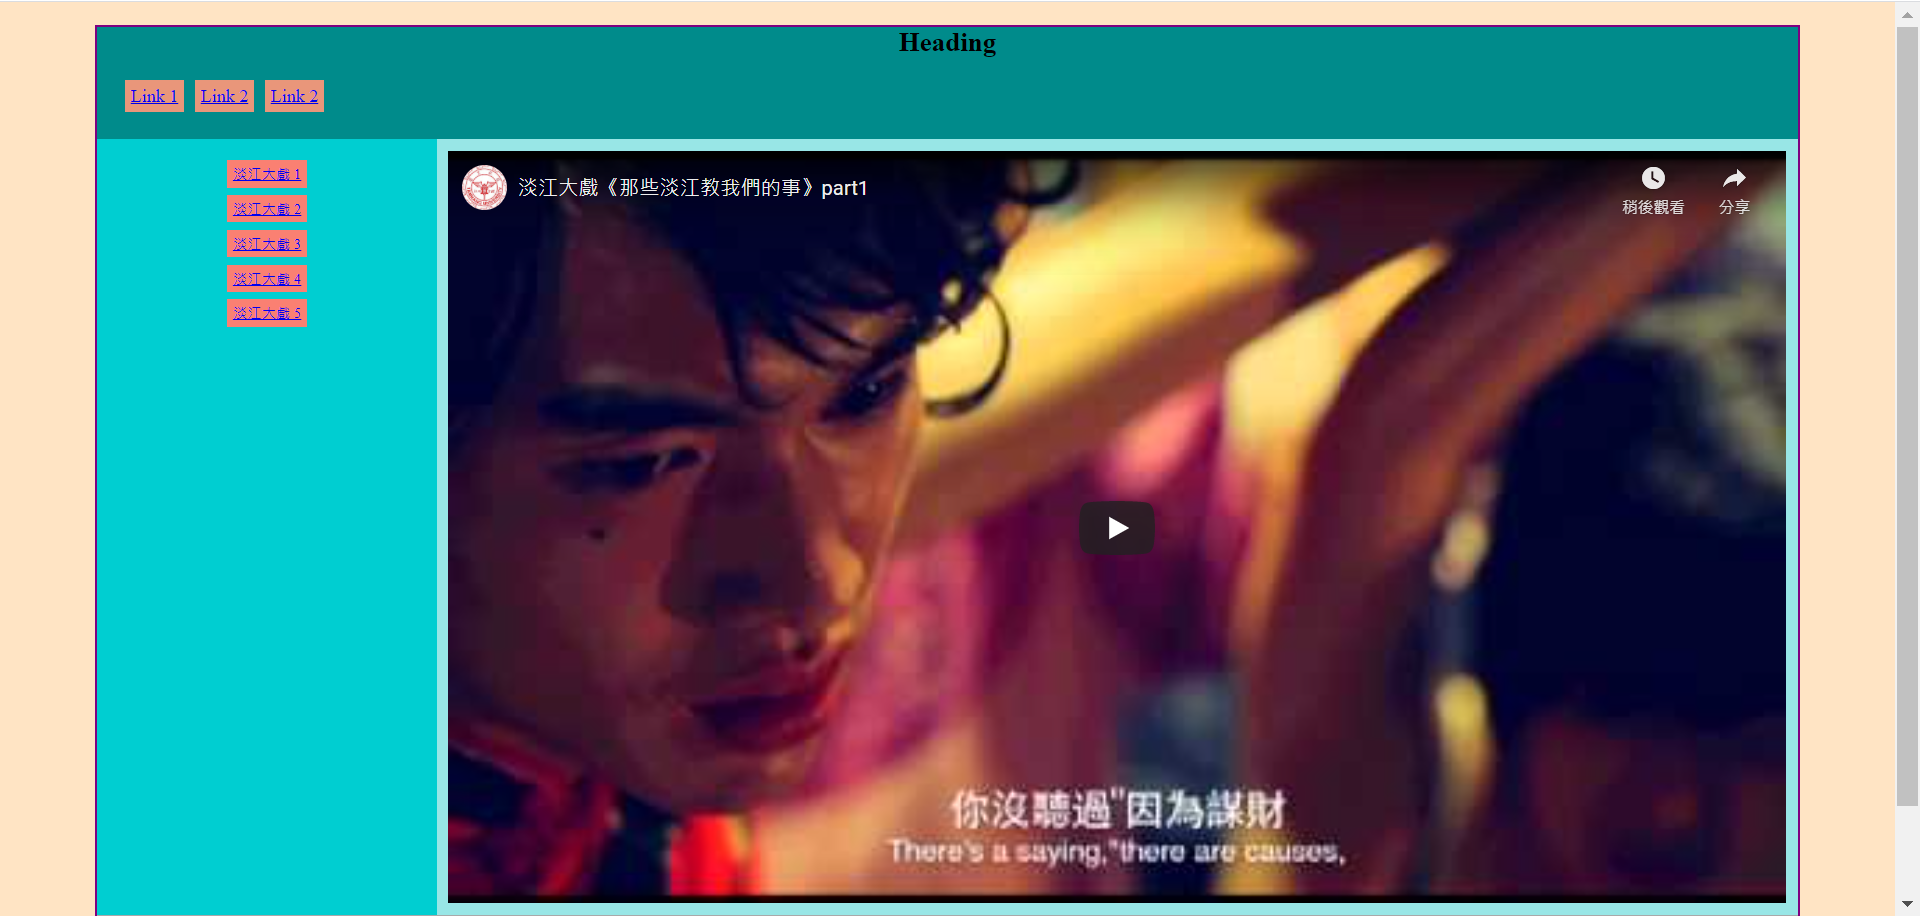 Heading
Link 1 Link 2 Link 2
淡江大戲 1
淡江大戲 2
淡江大戲 3
淡江大戲 4
淡江大戲 5
淡江大戲《那些淡江教我們的事》part1
稍後觀看 分享
你沒聽過"因為謀財
There's a saying,"there are causes,